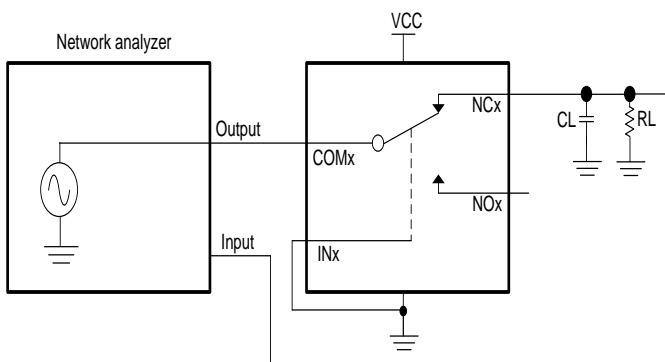 VCC
Network analyzer
NCx
CL
RL
Output
COMx
NOx
Input
INx